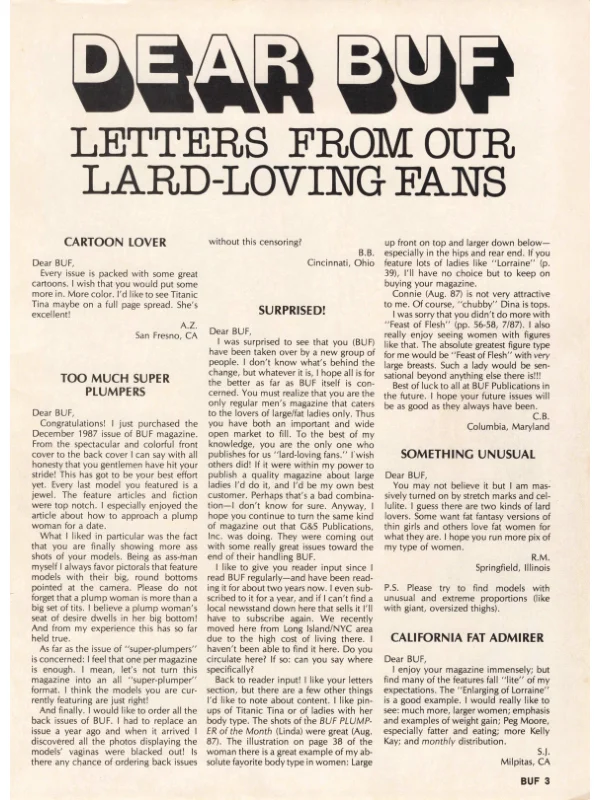 DEAR BUF
LETTERS FROM OUR
LARD-LOVING FANS
CARTOON LOVER
Dear BUF,
Every issue is packed with some great
cartoons. I wish that you would put some
more in. More color. I'd like to see Titanic
Tina maybe on a full page spread. She's
excellent!
A.Z.
San Fresno, CA
TOO MUCH SUPER
PLUMPERS
Dear BUF,
Congratulations! I just purchased the
December 1987 issue of BUF magazine.
From the spectacular and colorful front
cover to the back cover I can say with all
honesty that you gentlemen have hit your
stride! This has got to be your best effort
yet. Every last model you featured is a
jewel. The feature articles and fiction
were top notch. I especially enjoyed the
article about how to approach a plump
woman for a date.
What I liked in particular was the fact
that you are finally showing more ass
shots of your models. Being as ass-man
myself I always favor pictorals that feature
models with their big, round bottoms
pointed at the camera. Please do not
forget that a plump woman is more than a
big set of tits. I believe a plump woman's
seat of desire dwells in her big bottom!
And from my experience this has so far
held true.
As far as the issue of "super-plumpers"
is concerned: I feel that one per magazine
is enough. I mean, let's not turn this
magazine into an all "super-plumper"
format. I think the models you are cur-
rently featuring are just right!
And finally. I would like to order all the
back issues of BUF. I had to replace an
issue a year ago and when it arrived I
discovered all the photos displaying the
models' vaginas were blacked out! Is
there any chance of ordering back issues
without this censoring?
B.B.
Cincinnati, Ohio
SURPRISED!
Dear BUF,
I was surprised to see that you (BUF)
have been taken over by a new group of
people. I don't know what's behind the
change, but whatever it is, I hope all is for
the better as far as BUF itself is con-
cerned. You must realize that you are the
only regular men's magazine that caters
to the lovers of large/fat ladies only. Thus
you have both an important and wide
open market to fill. To the best of my
knowledge, you are the only one who
publishes for us "lard-loving fans." I wish
others did! If it were within my power to
publish a quality magazine about large
ladies I'd do it, and I'd be my own best
customer. Perhaps that's a bad combina-
tion—I don't know for sure. Anyway, I
hope you continue to turn the same kind
of magazine out that G&S Publications,
Inc. was doing. They were coming out
with some really great issues toward the
end of their handling BUF.
I like to give you reader input since I
read BUF regularly—and have been read-
ing it for about two years now. I even sub-
scribed to it for a year, and if I can't find a
local newsstand down here that sells it I'll
have to subscribe again. We recently
moved here from Long Island/NYC area
due to the high cost of living there. I
haven't been able to find it here. Do you
circulate here? If so: can you say where
specifically?
Back to reader input! I like your letters
section, but there are a few other things
I'd like to note about content. I like pin-
ups of Titanic Tina or of ladies with her
body type. The shots of the BUF PLUMP-
ER of the Month (Linda) were great (Aug.
87). The illustration on page 38 of the
woman there is a great example of my ab-
solute favorite body type in women: Large
up front on top and larger down below—
especially in the hips and rear end. If you
feature lots of ladies like "Lorraine" (p.
39), I'll have no choice but to keep on
buying your magazine.
Connie (Aug. 87) is not very attractive
to me. Of course, "chubby" Dina is tops.
I was sorry that you didn't do more with
"Feast of Flesh" (pp. 56-58, 7/87). I also
really enjoy seeing women with figures
like that. The absolute greatest figure type
for me would be "Feast of Flesh" with very
large breasts. Such a lady would be sen-
sational beyond anything else there is!!!
Best of luck to all at BUF Publications in
the future. I hope your future issues will
be as good as they always have been.
C.B.
Columbia, Maryland
SOMETHING UNUSUAL
Dear BUF,
You may not believe it but I am mas-
sively turned on by stretch marks and cel-
lulite. I guess there are two kinds of lard
lovers. Some want fat fantasy versions of
thin girls and others love fat women for
what they are. I hope you run more pix of
my type of women.
R.M.
Springfield, Illinois
P.S. Please try to find models with
unusual and extreme proportions (like
with giant, oversized thighs).
CALIFORNIA FAT ADMIRER
Dear BUF,
I enjoy your magazine immensely; but
find many of the features fall "lite" of my
expectations. The "Enlarging of Lorraine"
is a good example. I would really like to
see: much more, larger women; emphasis
and examples of weight gain; Peg Moore,
especially fatter and eating; more Kelly
Kay; and monthly distribution.
S.J.
Milpitas, CA
BUF 3